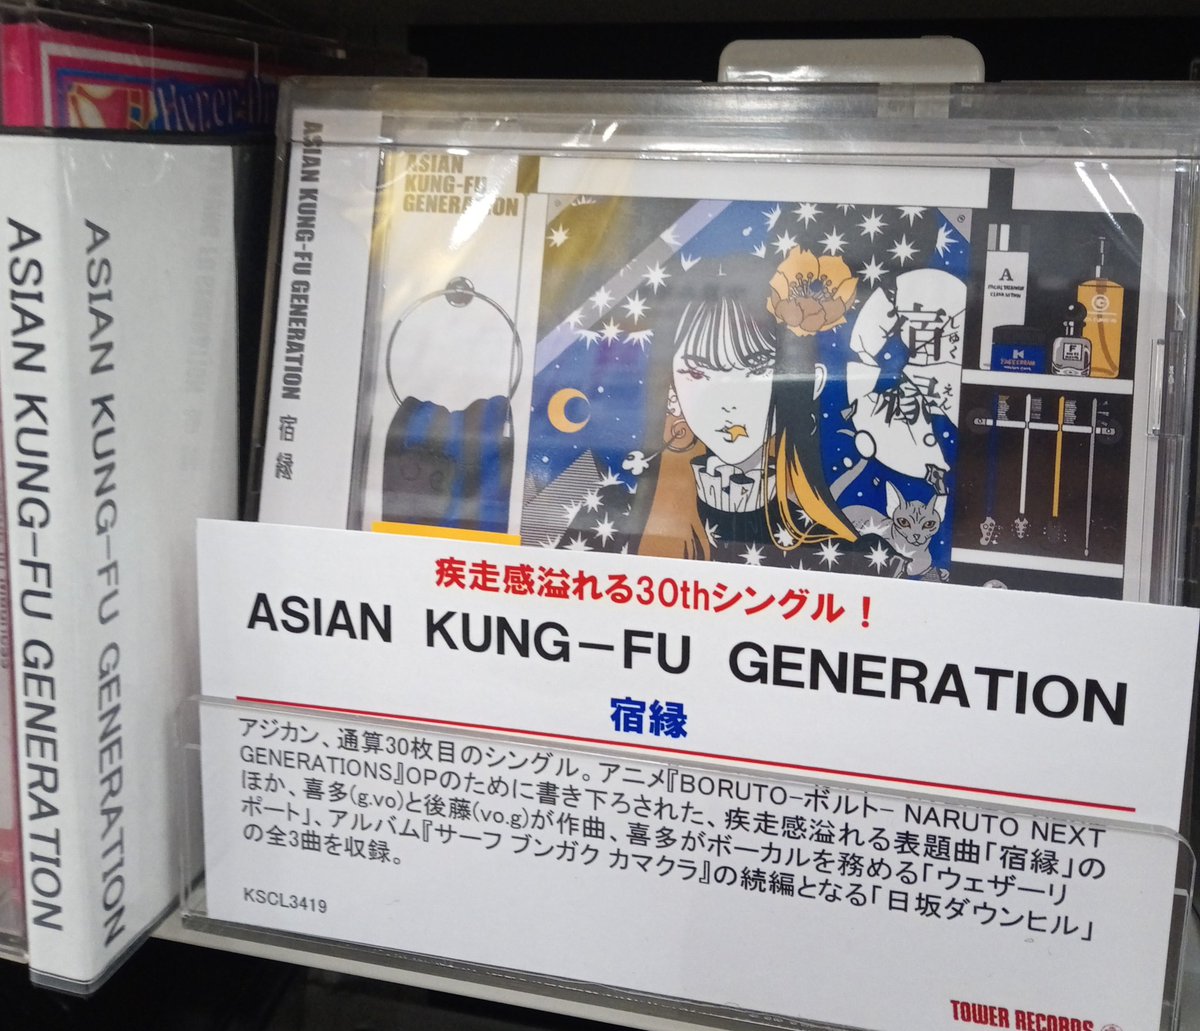 Hyper-
ASIAN KUNG-FU GENERATION
ASIAN KUNG-FU GENERATION
ASIAN KUNG-FU GENERATION 宿縁
ASIAN
KUNG-FU
GENERATION
宿縁。
しゅく
えん
A
疾走感溢れる30thシングル！
ASIAN KUNG-FU GENERATION
宿縁
アジカン、通算30枚目のシングル。アニメ『BORUTO-ボルト- NARUTO NEXT
GENERATIONS』OPのために書き下ろされた、疾走感溢れる表題曲「宿縁」の
ほか、喜多(g.vo)と後藤(vo.g)が作曲、喜多がボーカルを務める「ウェザーリ
ポート」、アルバム『サーフ ブンガク カマクラ』の続編となる「日坂ダウンヒル」
の全3曲を収録。
KSCL3419
TOWER RECORDS